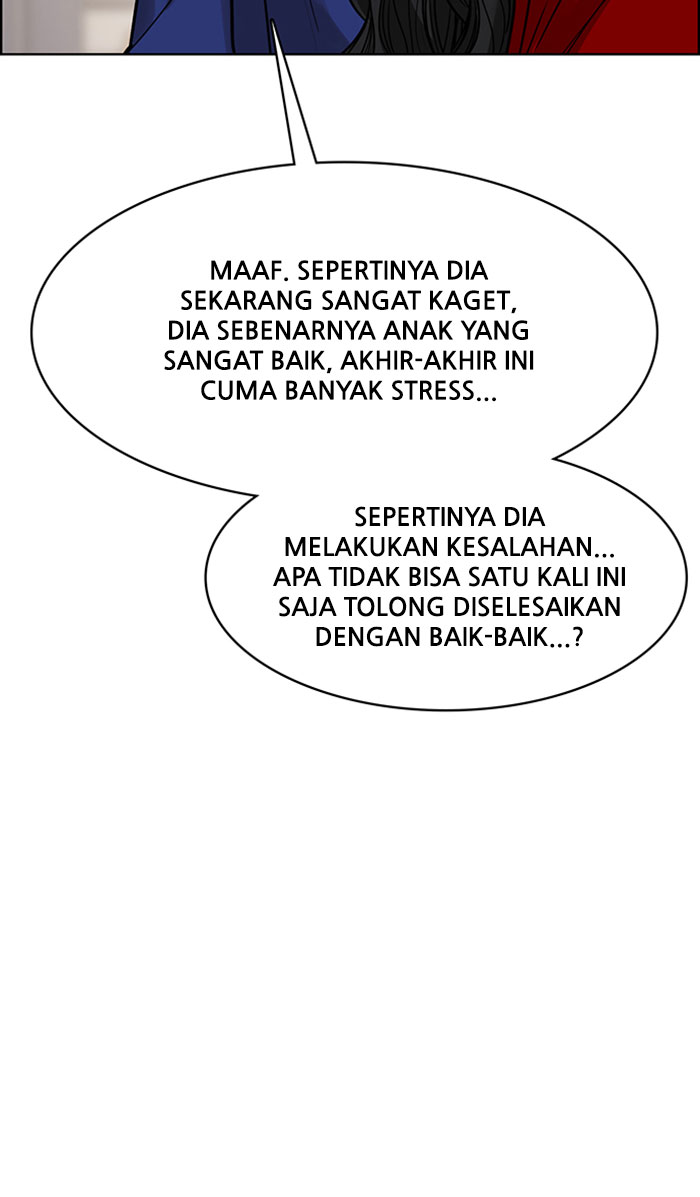 MAAF. SEPERTINYA DIA
SEKARANG SANGAT KAGET,
DIA SEBENARNYA ANAK YANG
SANGAT BAIK, AKHIR-AKHIR INI
CUMA BANYAK STRESS...
SEPERTINYA DIA
MELAKUKAN KESALAHAN...
APA TIDAK BISA SATU KALI INI
SAJA TOLONG DISELESAIKAN
DENGAN BAIK-BAIK...?